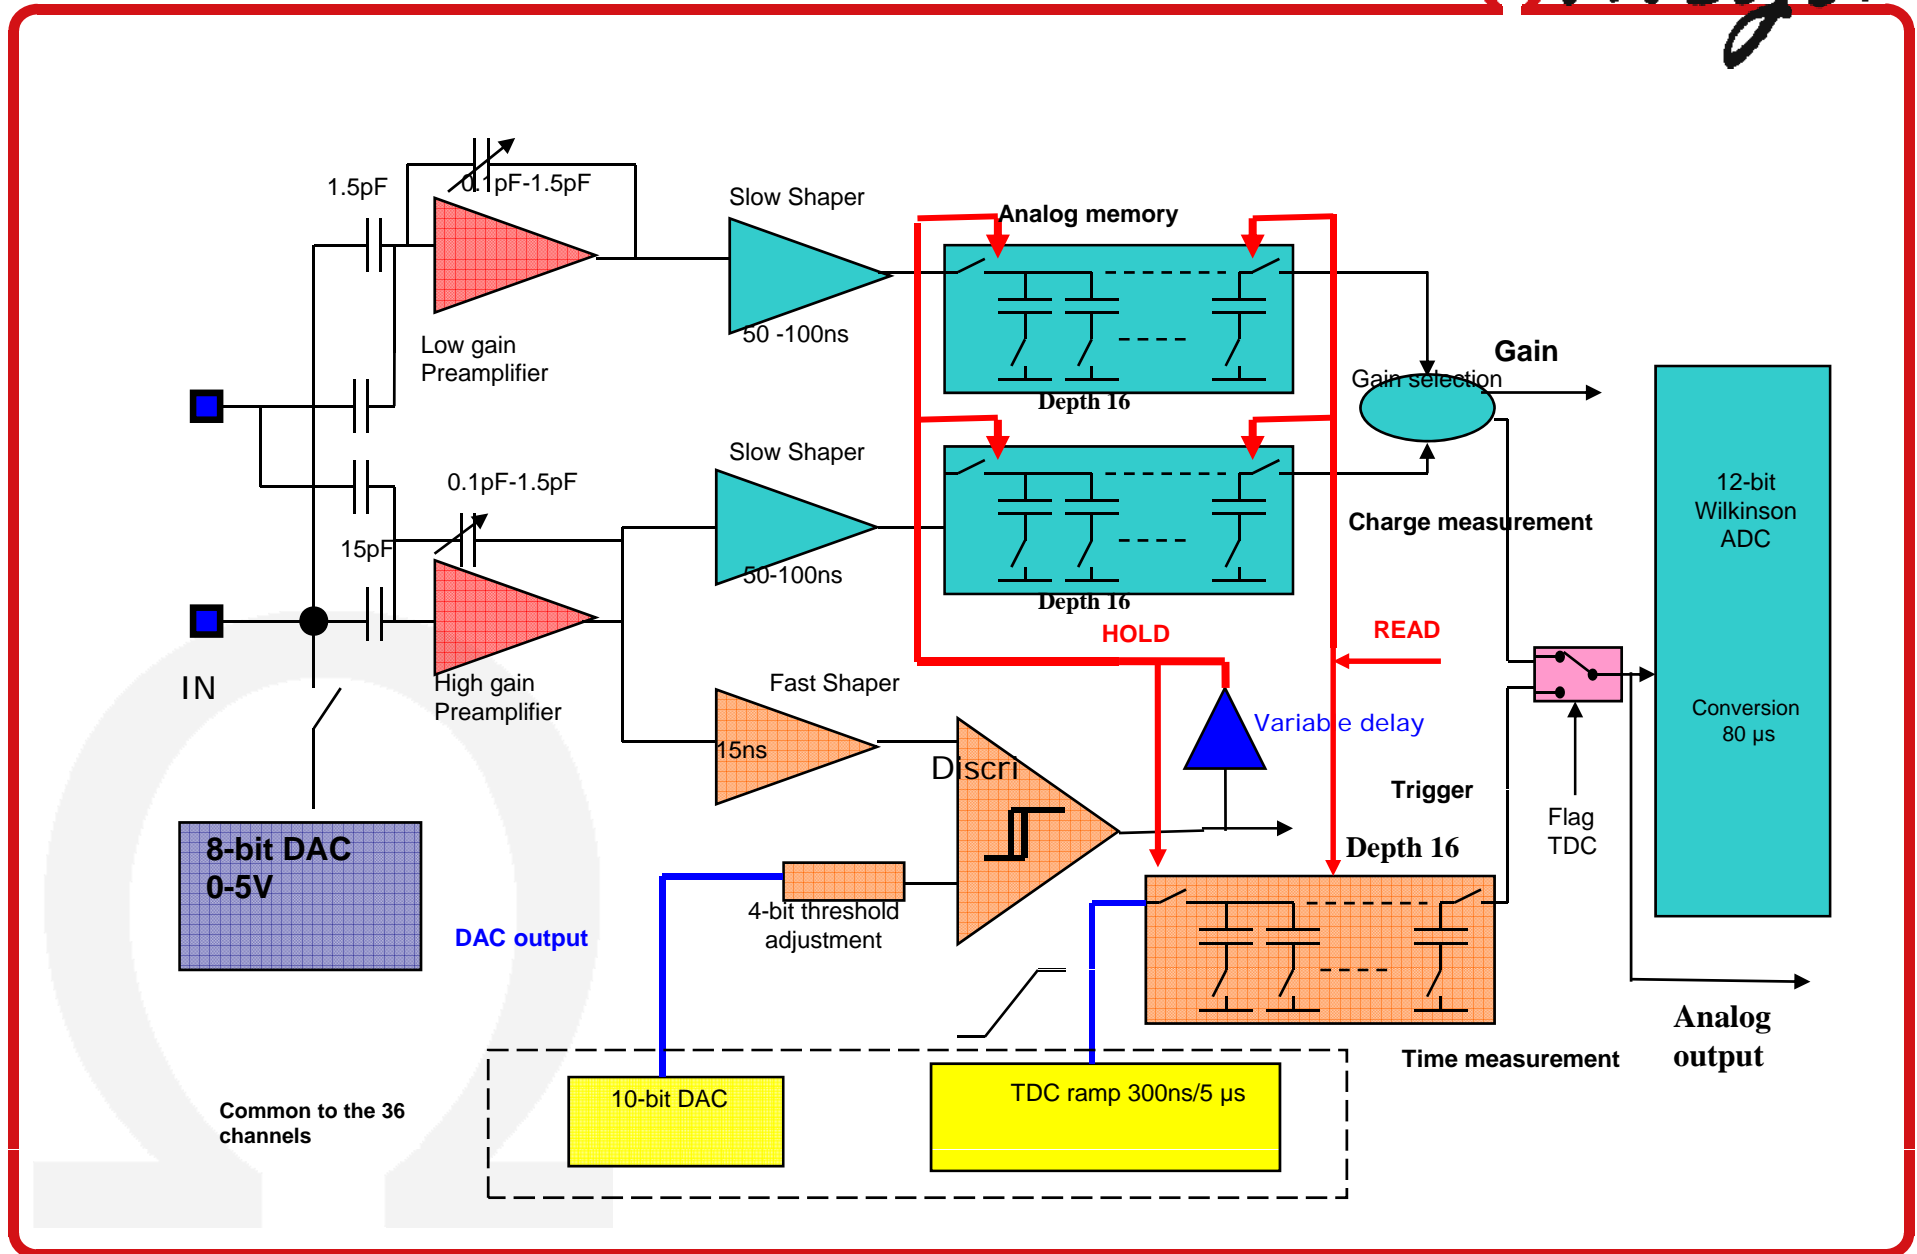 1.5pF
0.1pF-1.5pF
Slow Shaper
Analog memory
50 -100ns
Low gain
Preamplifier
Gain
Gain selection
Depth 16
Slow Shaper
0.1pF-1.5pF
12-bit
Wilkinson
ADC
Charge measurement
15pF
50-100ns
Depth 16
HOLD
READ
IN
High gain
Preamplifier
Fast Shaper
Variable delay
Conversion
80 µs
15ns
Discri
Trigger
Flag
TDC
8-bit DAC
0-5V
Depth 16
4-bit threshold
adjustment
DAC output
Analog
output
Time measurement
10-bit DAC
TDC ramp 300ns/5 µs
Common to the 36
channels